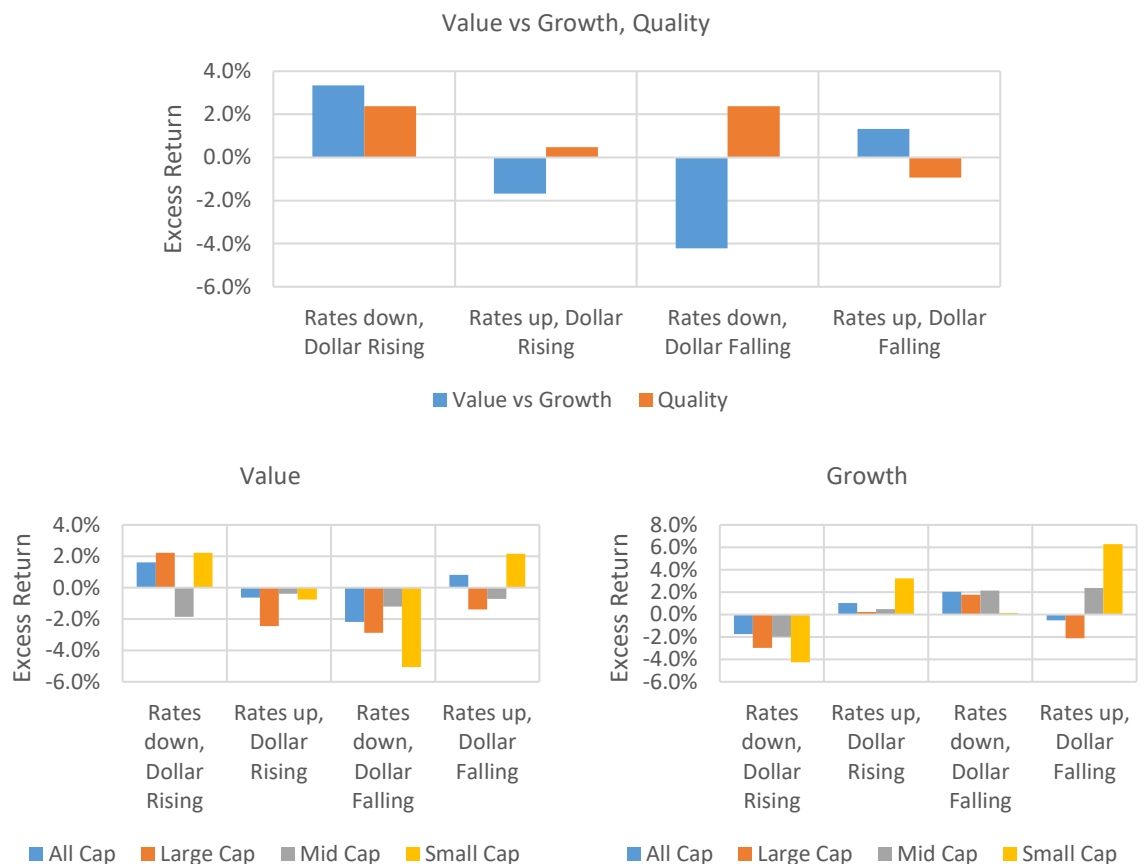 Value vs Growth, Quality
Excess Return
4.0%
2.0%
0.0%
-2.0%
-4.0%
-6.0%
Rates down, Rates up, Dollar Rates down, Rates up, Dollar
Dollar Rising Rising Dollar Falling Falling
Value vs Growth Quality
Value
Excess Return
4.0%
2.0%
0.0%
-2.0%
-4.0%
-6.0%
Rates Rates up, Rates Rates up,
down, Dollar down, Dollar
Dollar Rising Dollar Falling
Rising Falling
All Cap Large Cap Mid Cap Small Cap
Growth
Excess Return
8.0%
6.0%
4.0%
2.0%
0.0%
-2.0%
-4.0%
-6.0%
Rates Rates up, Rates Rates up,
down, Dollar down, Dollar
Dollar Rising Dollar Falling
Rising Falling
All Cap Large Cap Mid Cap Small Cap